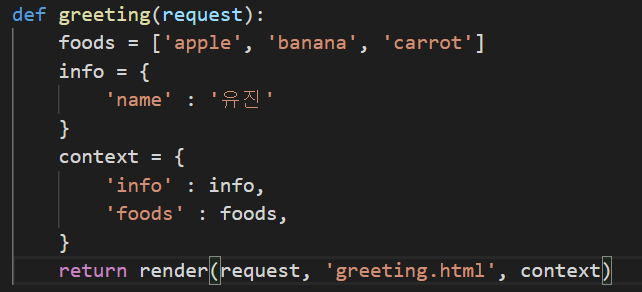 def greeting(request):
    foods = ['apple', 'banana', 'carrot']
    info = {
        'name' : '유진'
    }
    context = {
        'info' : info,
        'foods' : foods,
    }
    return render(request, 'greeting.html', context)